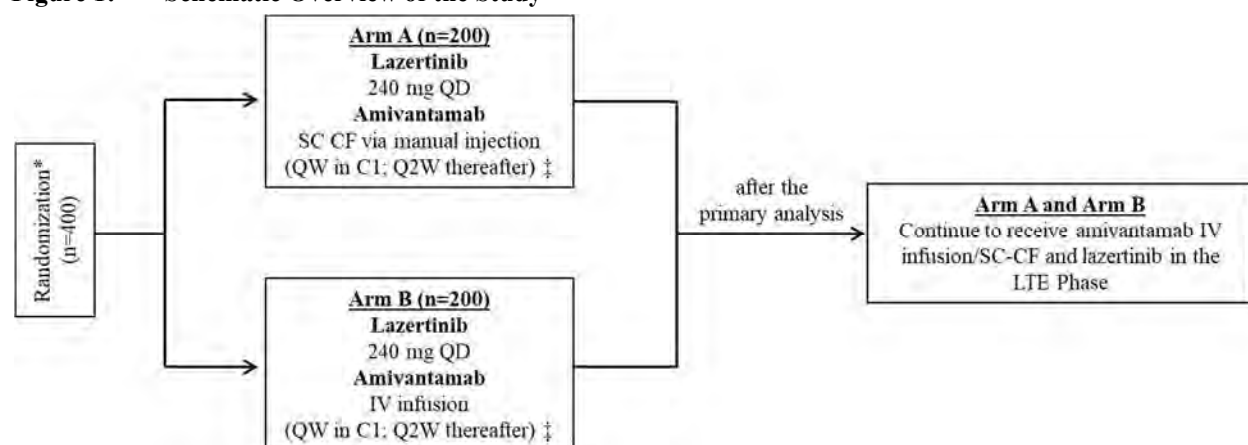 Figure 1. Schematic Overview of the Study
Randomization*
(n=400)
Arm A (n=200)
Lazertinib
240 mg QD
Amivantamab
SC CF via manual injection
(QW in C1; Q2W thereafter) ‡
Arm B (n=200)
Lazertinib
240 mg QD
Amivantamab
IV infusion
(QW in C1; Q2W thereafter) ‡
after the
primary analysis
Arm A and Arm B
Continue to receive amivantamab IV
infusion/SC-CF and lazertinib in the
LTE Phase